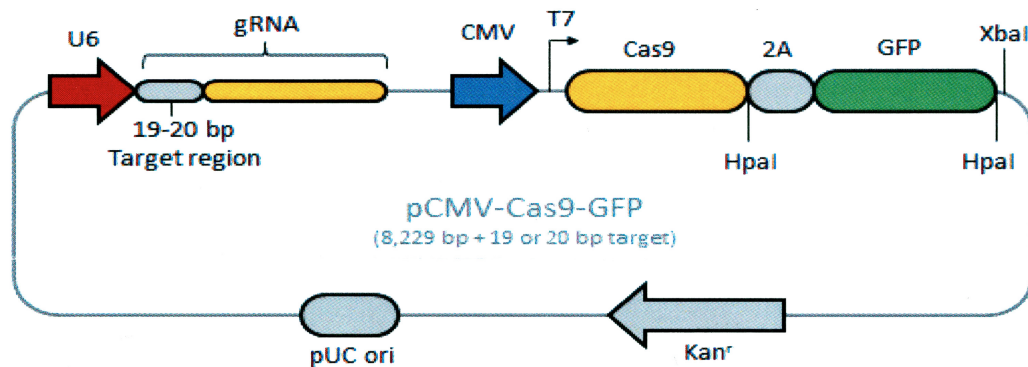 U6
gRNA
CMV
T7
Cas9
2A
GFP
XbaI
19-20 bp
Target region
HpaI
HpaI
pCMV-Cas9-GFP
(8,229 bp + 19 or 20 bp target)
pUC ori
Kanʳ